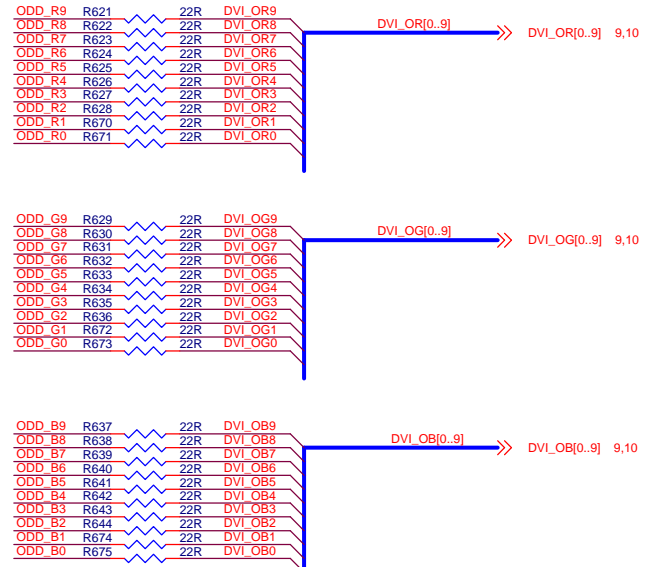 ODD_R9 R621 22R DVI_OR9
ODD_R8 R622 22R DVI_OR8 DVI_OR[0..9] DVI_OR[0..9] 9,10
ODD_R7 R623 22R DVI_OR7
ODD_R6 R624 22R DVI_OR6
ODD_R5 R625 22R DVI_OR5
ODD_R4 R626 22R DVI_OR4
ODD_R3 R627 22R DVI_OR3
ODD_R2 R628 22R DVI_OR2
ODD_R1 R670 22R DVI_OR1
ODD_R0 R671 22R DVI_OR0
ODD_G9 R629 22R DVI_OG9
ODD_G8 R630 22R DVI_OG8 DVI_OG[0..9] DVI_OG[0..9] 9,10
ODD_G7 R631 22R DVI_OG7
ODD_G6 R632 22R DVI_OG6
ODD_G5 R633 22R DVI_OG5
ODD_G4 R634 22R DVI_OG4
ODD_G3 R635 22R DVI_OG3
ODD_G2 R636 22R DVI_OG2
ODD_G1 R672 22R DVI_OG1
ODD_G0 R673 22R DVI_OG0
ODD_B9 R637 22R DVI_OB9
ODD_B8 R638 22R DVI_OB8 DVI_OB[0..9] DVI_OB[0..9] 9,10
ODD_B7 R639 22R DVI_OB7
ODD_B6 R640 22R DVI_OB6
ODD_B5 R641 22R DVI_OB5
ODD_B4 R642 22R DVI_OB4
ODD_B3 R643 22R DVI_OB3
ODD_B2 R644 22R DVI_OB2
ODD_B1 R674 22R DVI_OB1
ODD_B0 R675 22R DVI_OB0